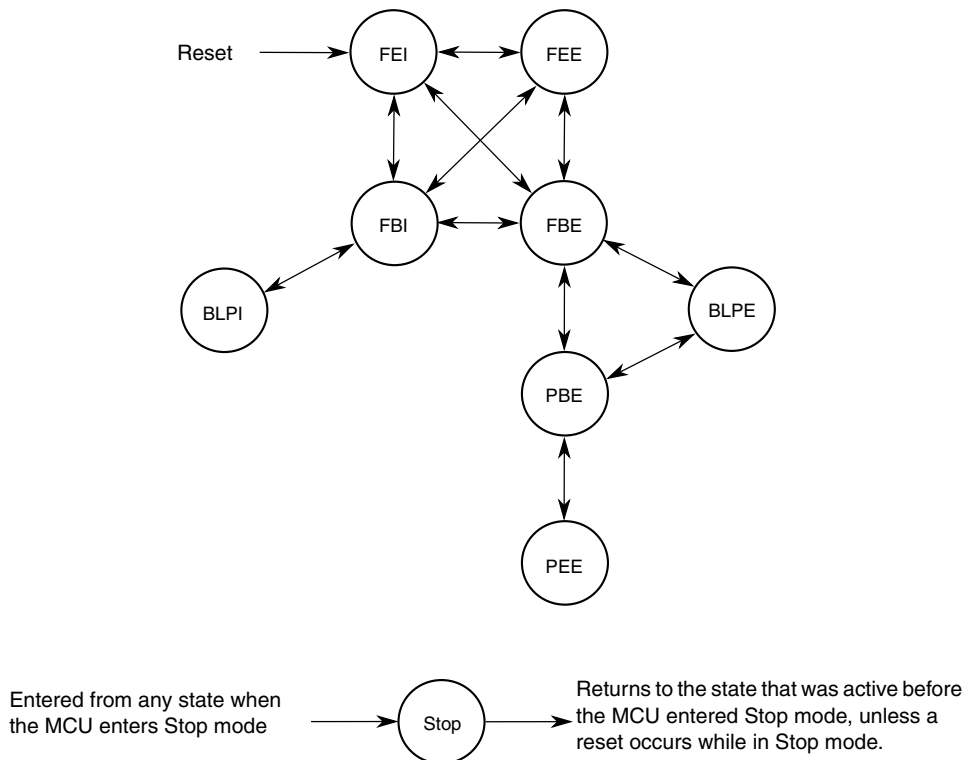 Reset
FEI
FEE
FBI
FBE
BLPI
BLPE
PBE
PEE
Entered from any state when
the MCU enters Stop mode
Stop
Returns to the state that was active before
the MCU entered Stop mode, unless a
reset occurs while in Stop mode.